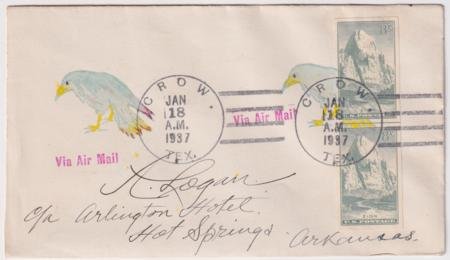 CROW.
JAN
18
A.M.
1937
TEX.
CROW.
JAN
18
A.M.
1937
TEX.
8¢
Via Air Mail
Via Air Mail
ZION
U.S. POSTAGE
A. Logan.
c/o Arlington Hotel.
Hot Springs.
Arkansas.